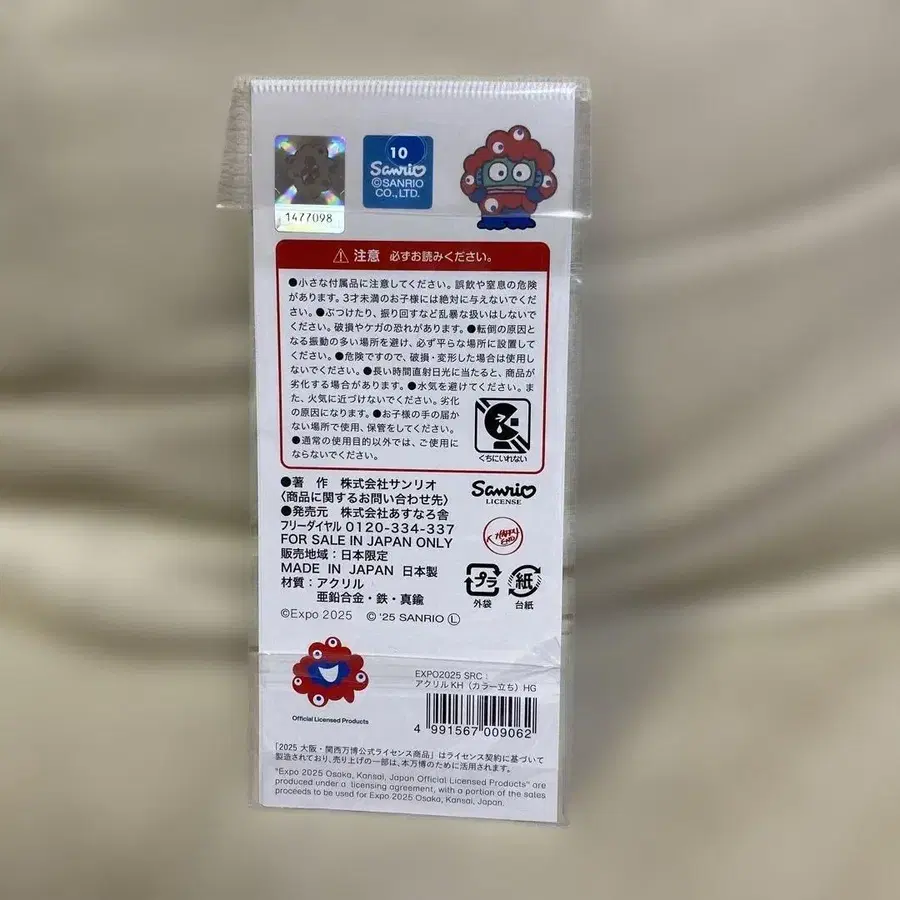 10
Sanrio
©SANRIO
CO.,LTD.
1477098
注意 必ずお読みください。
●小さな付属品に注意してください。誤飲や窒息の危険
があります。3才未満のお子様には絶対に与えないでくだ
さい。●ぶつけたり、振り回すなど乱暴な扱いはしないで
ください。破損やケガの恐れがあります。●転倒の原因と
なる振動の多い場所を避け、必ず平らな場所に設置して
ください。●危険ですので、破損・変形した場合は使用し
ないでください。●長い時間直射日光に当たると、商品が
劣化する場合があります。●水気を避けてください。ま
た、火気に近づけないでください。劣化
の原因になります。●お子様の手の届か
ない場所で使用、保管をしてください。
●通常の使用目的以外では、ご使用に
ならないでください。
くちにいれない
●著 作 株式会社サンリオ
〈商品に関するお問い合わせ先〉
●発売元 株式会社あすなろ舎
フリーダイヤル 0120-334-337
FOR SALE IN JAPAN ONLY
販売地域：日本限定
MADE IN JAPAN 日本製
材質：アクリル
亜鉛合金・鉄・真鍮
©Expo 2025 © '25 SANRIO Ⓛ
Sanrio
LICENSE
プラ
外袋
紙
台紙
Official Licensed Products
EXPO2025 SRC：
アクリルKH（カラー立ち）HG
4 991567 009062
「2025 大阪・関西万博公式ライセンス商品」はライセンス契約に基づいて
製造されており、売り上げの一部は、本万博のために活用されます。
"Expo 2025 Osaka, Kansai, Japan Official Licensed Products" are
produced under a licensing agreement, with a portion of the sales
proceeds to be used for Expo 2025 Osaka, Kansai, Japan.